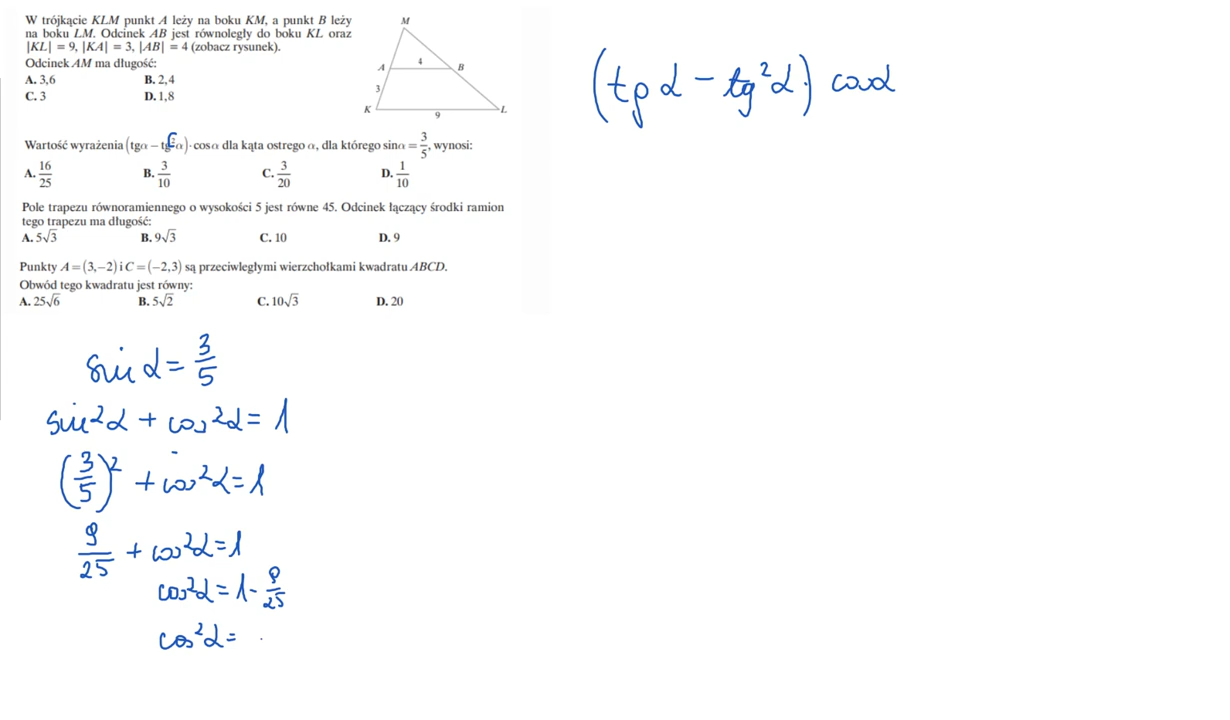 W trójkącie KLM punkt A leży na boku KM, a punkt B leży
na boku LM. Odcinek AB jest równoległy do boku KL oraz
|KL| = 9, |KA| = 3, |AB| = 4 (zobacz rysunek).
Odcinek AM ma długość:
A. 3,6 B. 2,4
C. 3 D. 1,8
M
A 4 B
3
K 9 L
(tp α − tg²α) cosα
Wartość wyrażenia (tgα − tg²α)·cosα dla kąta ostrego α, dla którego sinα = 3/5, wynosi:
A. 16/25 B. 3/10 C. 3/20 D. 1/10
Pole trapezu równoramiennego o wysokości 5 jest równe 45. Odcinek łączący środki ramion
tego trapezu ma długość:
A. 5√3 B. 9√3 C. 10 D. 9
Punkty A = (3,−2) i C = (−2,3) są przeciwległymi wierzchołkami kwadratu ABCD.
Obwód tego kwadratu jest równy:
A. 25√6 B. 5√2 C. 10√3 D. 20
sin α = 3/5
sin²α + cos²α = 1
(3/5)² + cos²α = 1
9/25 + cos²α = 1
cos²α = 1 - 9/25
cos²α =